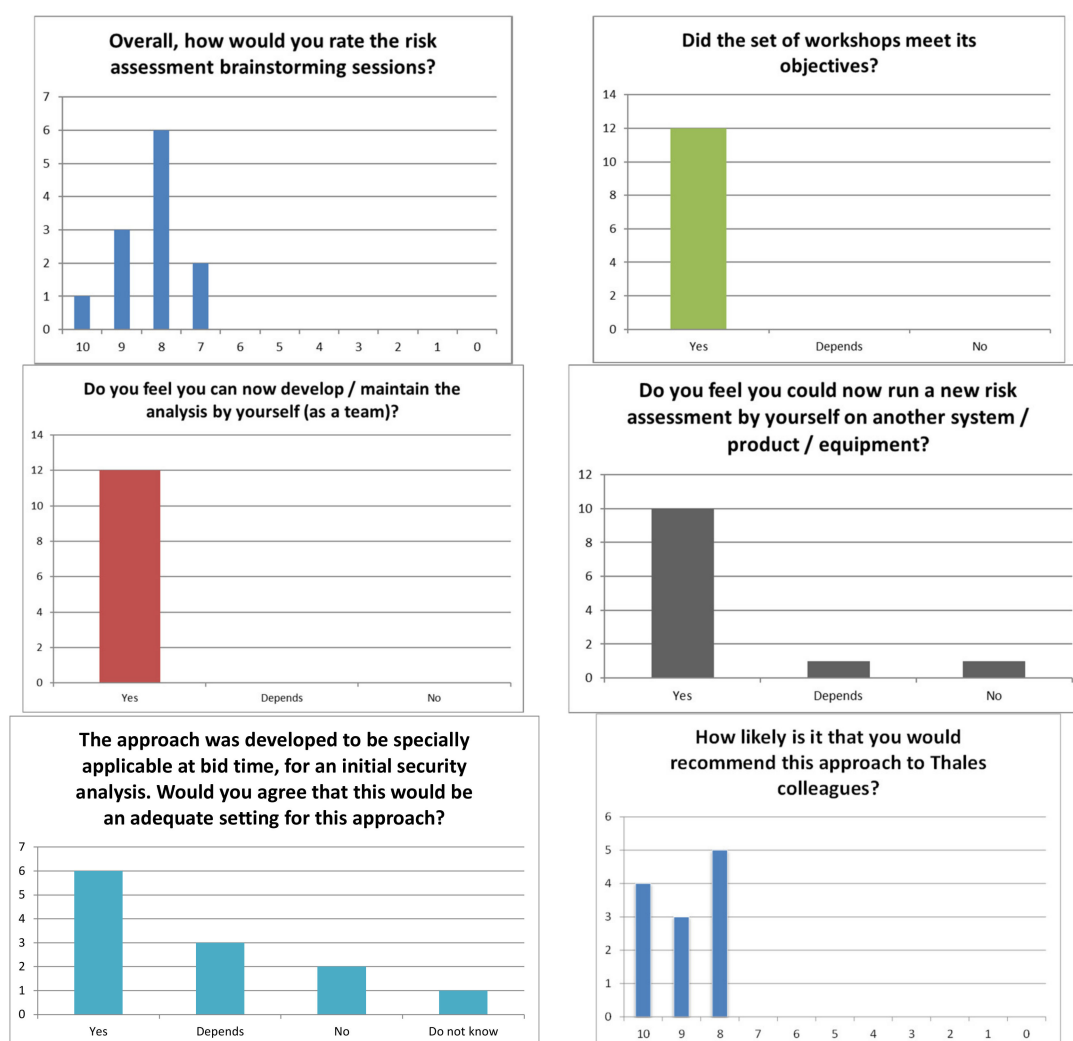 Overall, how would you rate the risk
assessment brainstorming sessions?
7
6
5
4
3
2
1
0
10 9 8 7 6 5 4 3 2 1 0
Did the set of workshops meet its
objectives?
14
12
10
8
6
4
2
0
Yes Depends No
Do you feel you can now develop / maintain the
analysis by yourself (as a team)?
14
12
10
8
6
4
2
0
Yes Depends No
Do you feel you could now run a new risk
assessment by yourself on another system /
product / equipment?
12
10
8
6
4
2
0
Yes Depends No
The approach was developed to be specially
applicable at bid time, for an initial security
analysis. Would you agree that this would be
an adequate setting for this approach?
7
6
5
4
3
2
1
0
Yes Depends No Do not know
How likely is it that you would
recommend this approach to Thales
colleagues?
6
5
4
3
2
1
0
10 9 8 7 6 5 4 3 2 1 0